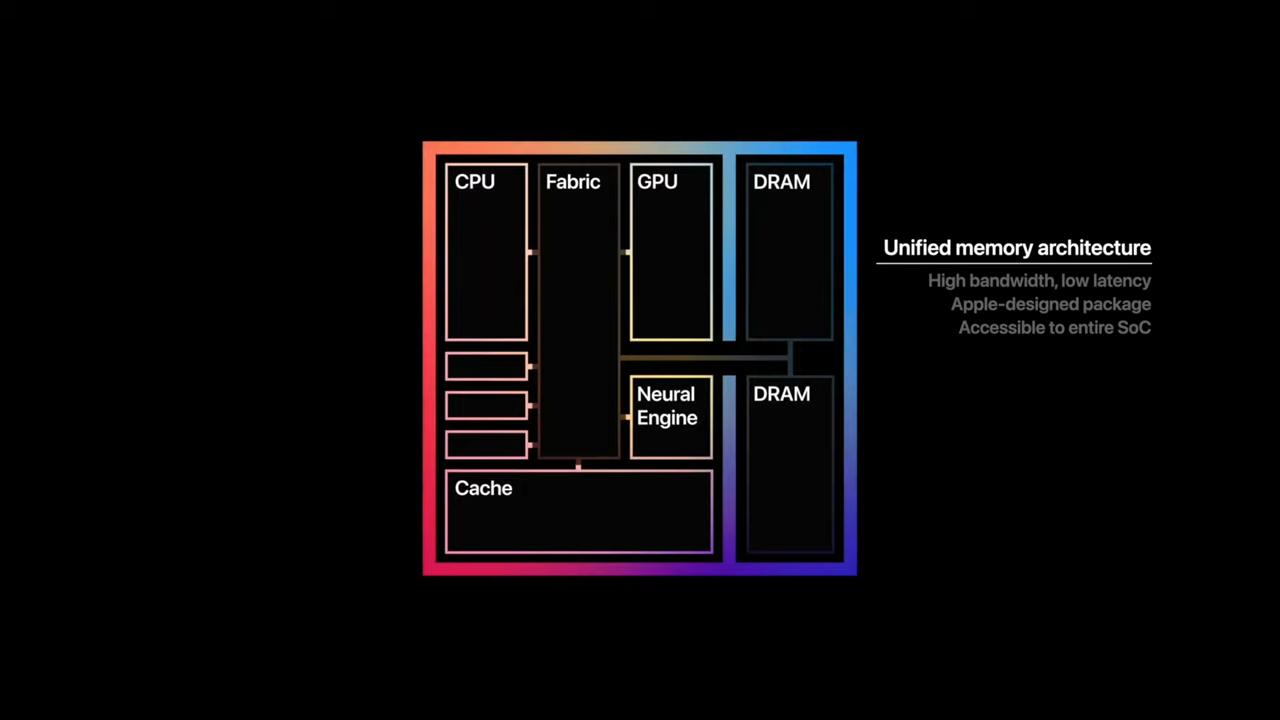 CPU
Fabric
GPU
DRAM
Neural
Engine
DRAM
Cache
Unified memory architecture
High bandwidth, low latency
Apple-designed package
Accessible to entire SoC